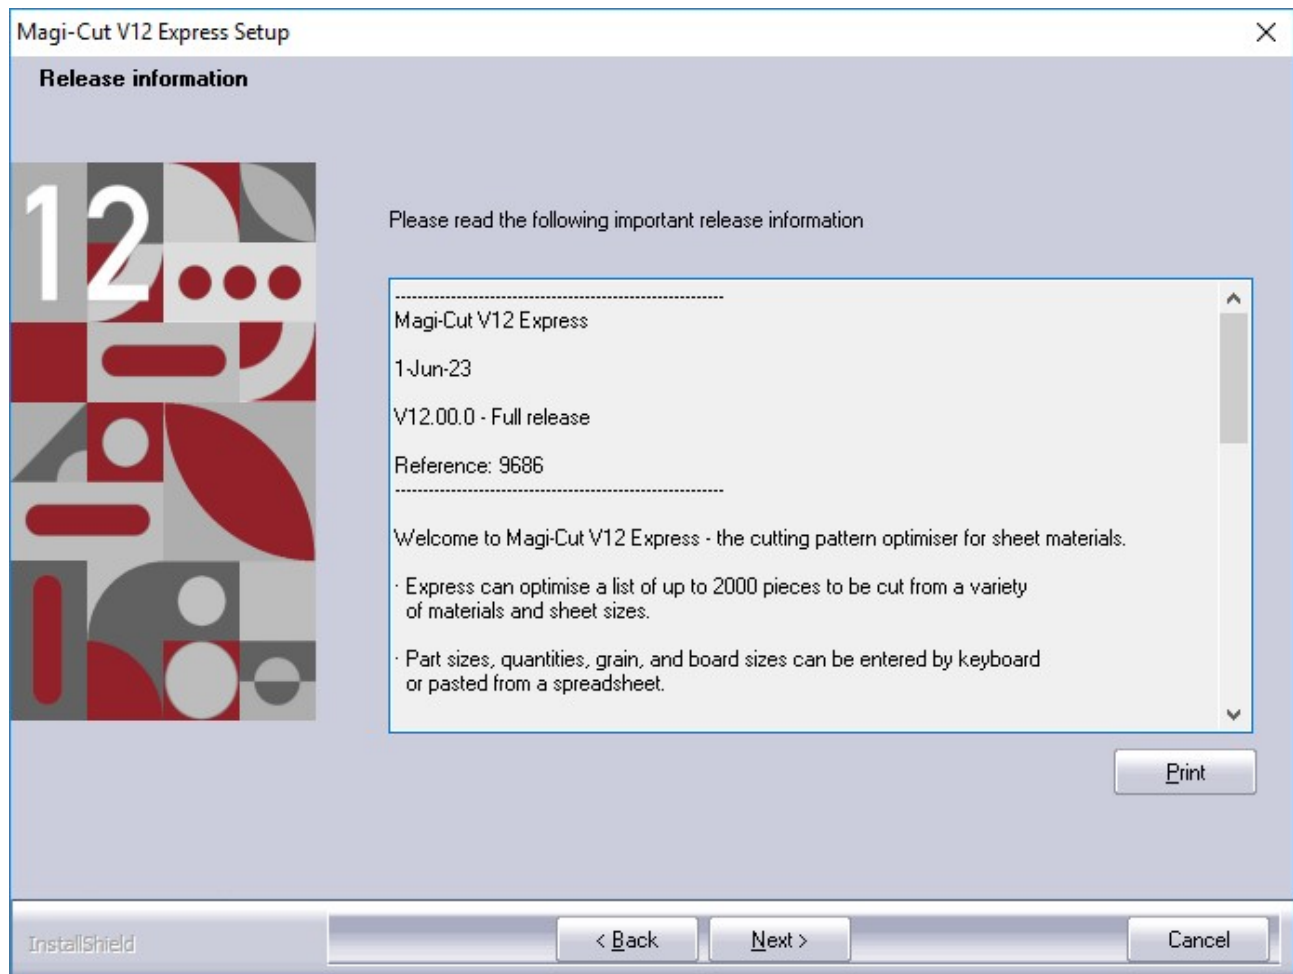 Magi-Cut V12 Express Setup
Release information
12
Please read the following important release information
----------------------------------------------------------
Magi-Cut V12 Express
1-Jun-23
V12.00.0 - Full release
Reference: 9686
----------------------------------------------------------
Welcome to Magi-Cut V12 Express - the cutting pattern optimiser for sheet materials.
· Express can optimise a list of up to 2000 pieces to be cut from a variety
of materials and sheet sizes.
· Part sizes, quantities, grain, and board sizes can be entered by keyboard
or pasted from a spreadsheet.
Print
InstallShield
< Back
Next >
Cancel